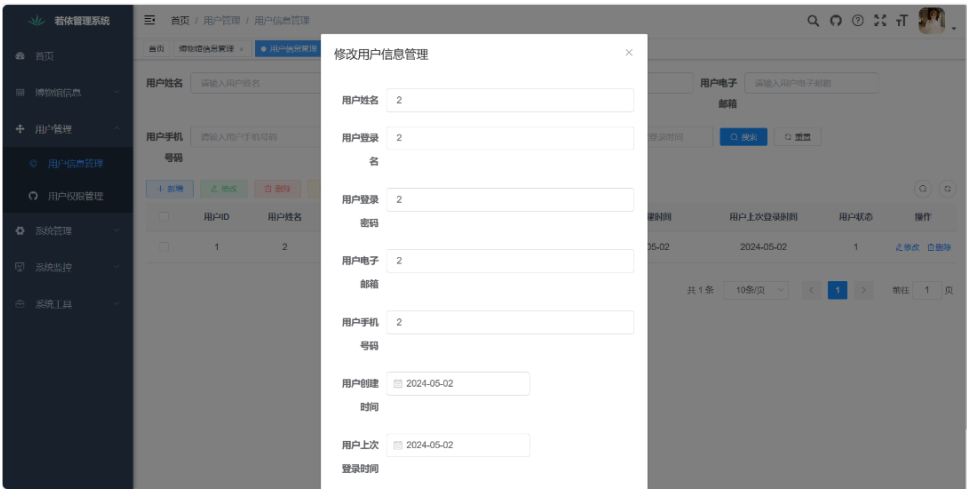 若依管理系统
首页 / 用户管理 / 用户信息管理
首页
博物馆信息管理 ×
● 用户信息管理
首页
博物馆信息
用户管理
用户信息管理
用户权限管理
系统管理
系统监控
系统工具
用户姓名 请输入用户姓名
用户电子邮箱 请输入用户电子邮箱
用户手机号码 请输入用户手机号码
登录时间
搜索
重置
+ 新增
修改
删除
用户ID 用户姓名 建时间 用户上次登录时间 用户状态 操作
1 2 05-02 2024-05-02 1 修改 删除
共 1 条 10条/页 < 1 > 前往 1 页
修改用户信息管理 ×
用户姓名 2
用户登录名 2
用户登录密码 2
用户电子邮箱 2
用户手机号码 2
用户创建时间 2024-05-02
用户上次登录时间 2024-05-02